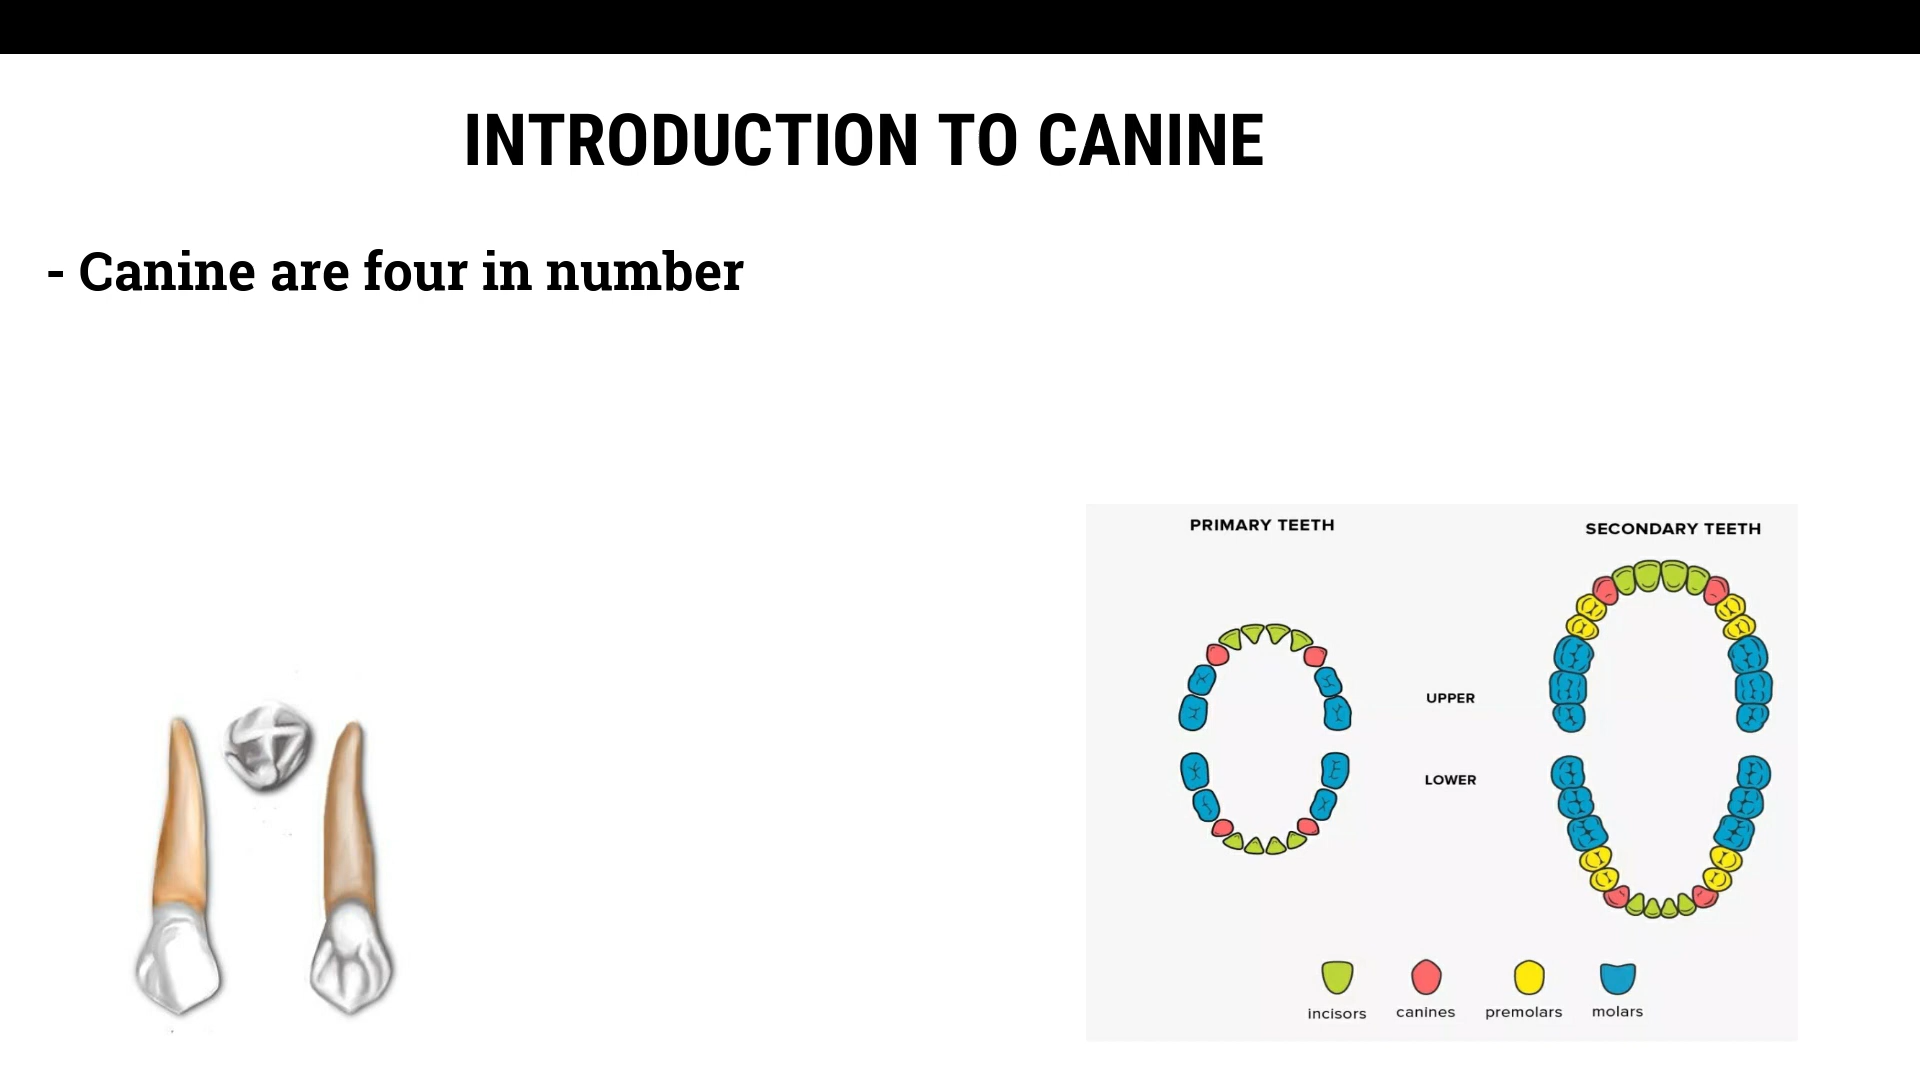 INTRODUCTION TO CANINE
- Canine are four in number
PRIMARY TEETH
SECONDARY TEETH
UPPER
LOWER
incisors
canines
premolars
molars